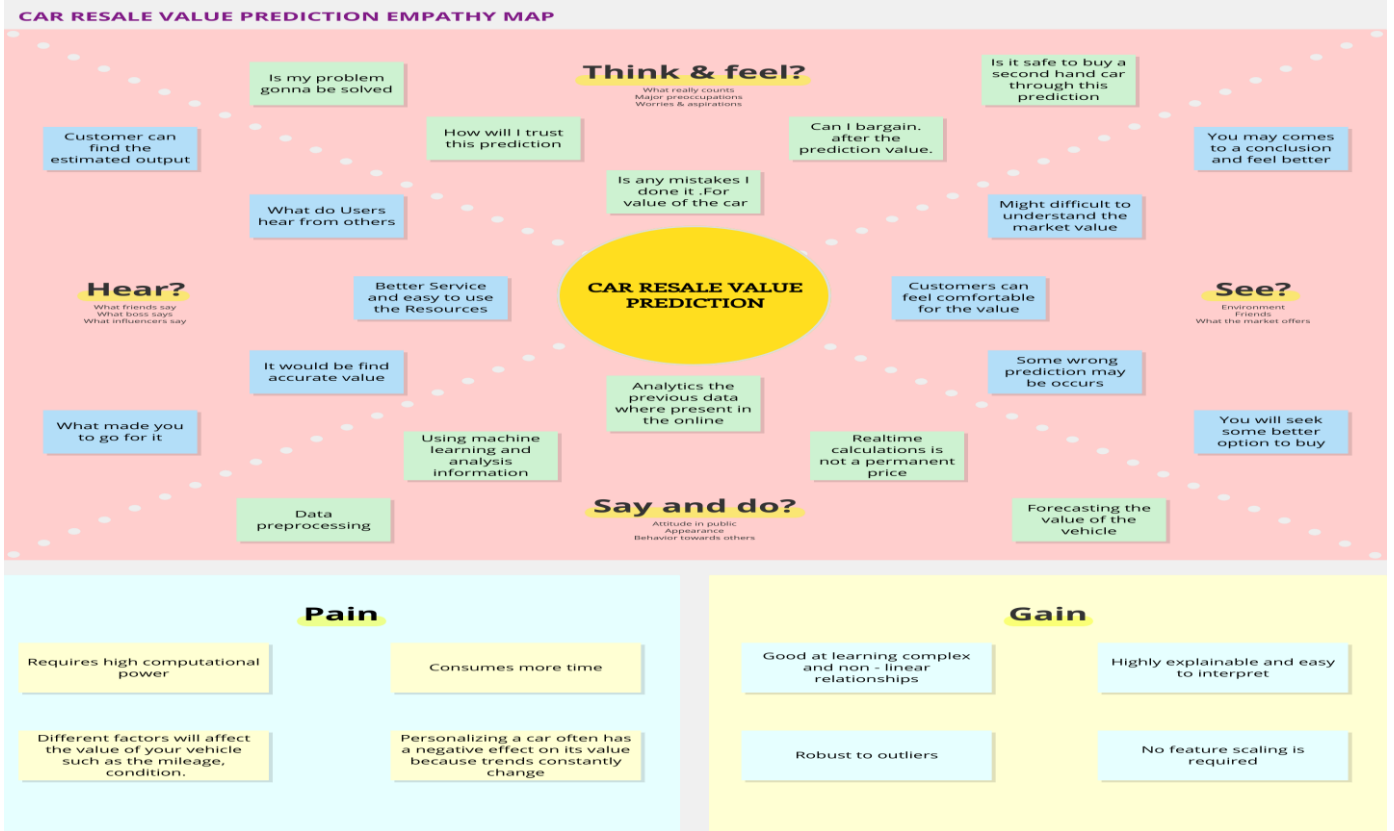 CAR RESALE VALUE PREDICTION EMPATHY MAP
Think & feel?
What really counts
Major preoccupations
Worries & aspirations
Is my problem
gonna be solved
How will I trust
this prediction
Is any mistakes I
done it .For
value of the car
Can I bargain.
after the
prediction value.
Is it safe to buy a
second hand car
through this
prediction
Hear?
What friends say
What boss says
What influencers say
Customer can
find the
estimated output
What do Users
hear from others
Better Service
and easy to use
the Resources
It would be find
accurate value
What made you
to go for it
CAR RESALE VALUE
PREDICTION
See?
Environment
Friends
What the market offers
You may comes
to a conclusion
and feel better
Might difficult to
understand the
market value
Customers can
feel comfortable
for the value
Some wrong
prediction may
be occurs
You will seek
some better
option to buy
Analytics the
previous data
where present in
the online
Using machine
learning and
analysis
information
Realtime
calculations is
not a permanent
price
Data
preprocessing
Say and do?
Attitude in public
Appearance
Behavior towards others
Forecasting the
value of the
vehicle
Pain
Requires high computational
power
Consumes more time
Different factors will affect
the value of your vehicle
such as the mileage,
condition.
Personalizing a car often has
a negative effect on its value
because trends constantly
change
Gain
Good at learning complex
and non - linear
relationships
Highly explainable and easy
to interpret
Robust to outliers
No feature scaling is
required